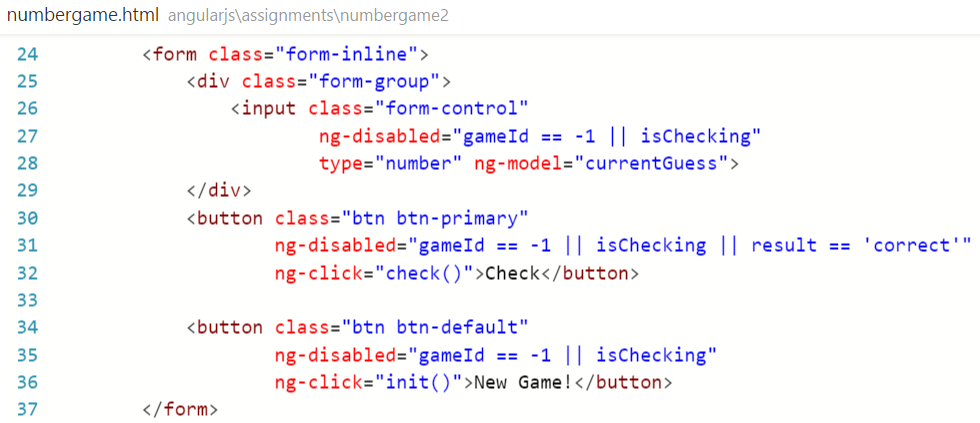 numbergame.html angularjs\assignments\numbergame2
24 <form class="form-inline">
25 <div class="form-group">
26 <input class="form-control"
27 ng-disabled="gameId == -1 || isChecking"
28 type="number" ng-model="currentGuess">
29 </div>
30 <button class="btn btn-primary"
31 ng-disabled="gameId == -1 || isChecking || result == 'correct'"
32 ng-click="check()">Check</button>
33
34 <button class="btn btn-default"
35 ng-disabled="gameId == -1 || isChecking"
36 ng-click="init()">New Game!</button>
37 </form>